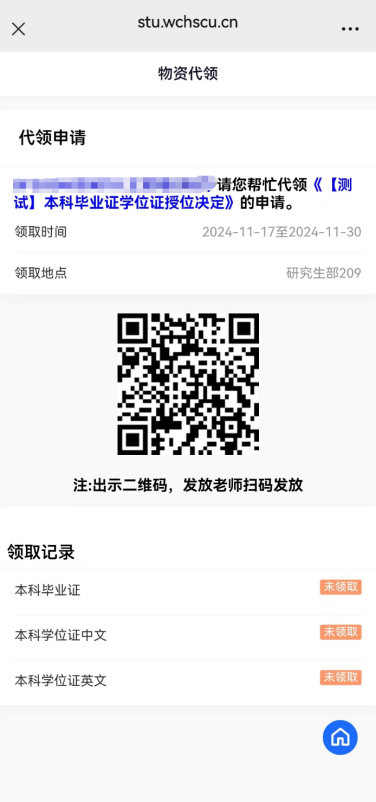 stu.wchscu.cn
物资代领
代领申请
请您帮忙代领《【测
试】本科毕业证学位证授位决定》的申请。
领取时间 2024-11-17至2024-11-30
领取地点 研究生部209
注:出示二维码，发放老师扫码发放
领取记录
本科毕业证 未领取
本科学位证中文 未领取
本科学位证英文 未领取